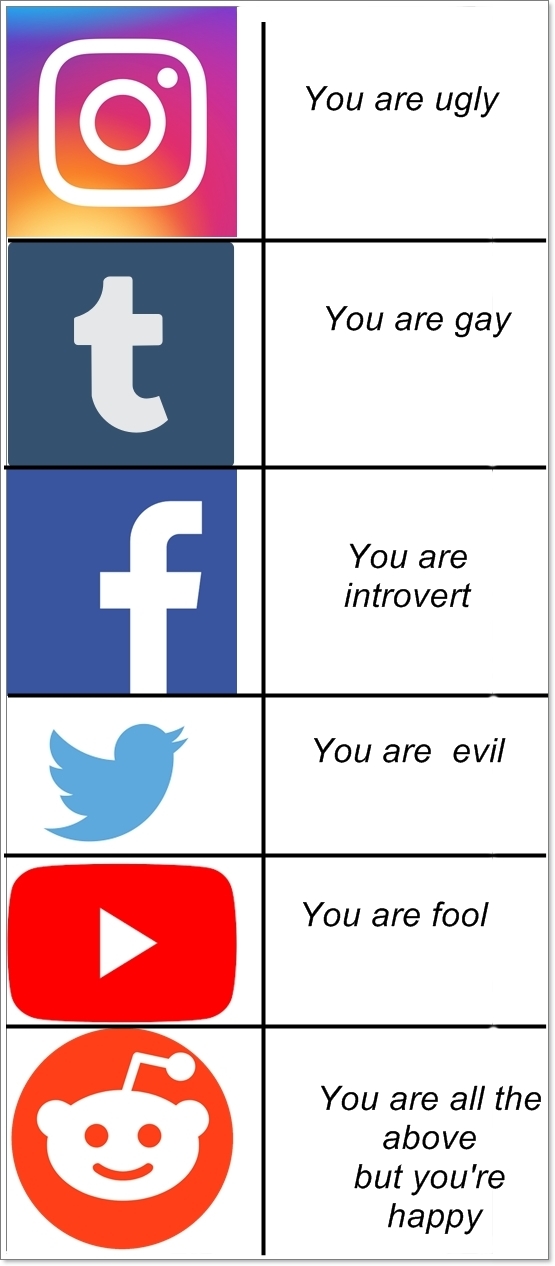 You are ugly
You are gay
You are
introvert
You are  evil
You are fool
You are all the
above
but you're
happy